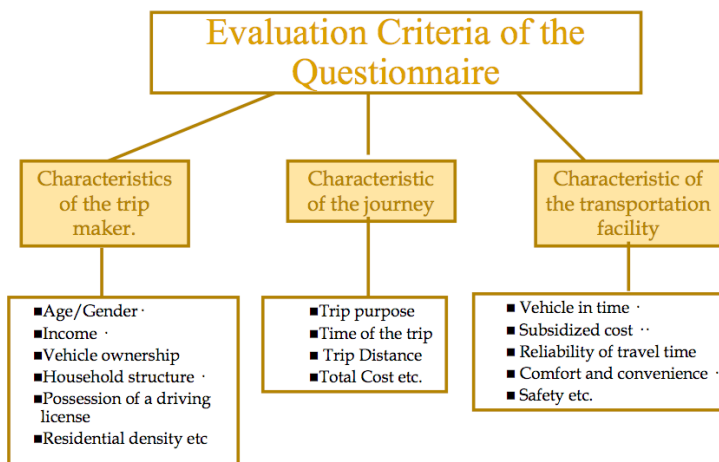 Evaluation Criteria of the
Questionnaire
Characteristics
of the trip
maker.
Characteristic
of the journey
Characteristic of
the transportation
facility
■Age/Gender ·
■Income ·
■Vehicle ownership
■Household structure ·
■Possession of a driving
license
■Residential density etc
■Trip purpose
■Time of the trip
■ Trip Distance
■Total Cost etc.
■ Vehicle in time ·
■ Subsidized cost ··
■ Reliability of travel time
■ Comfort and convenience ·
■ Safety etc.